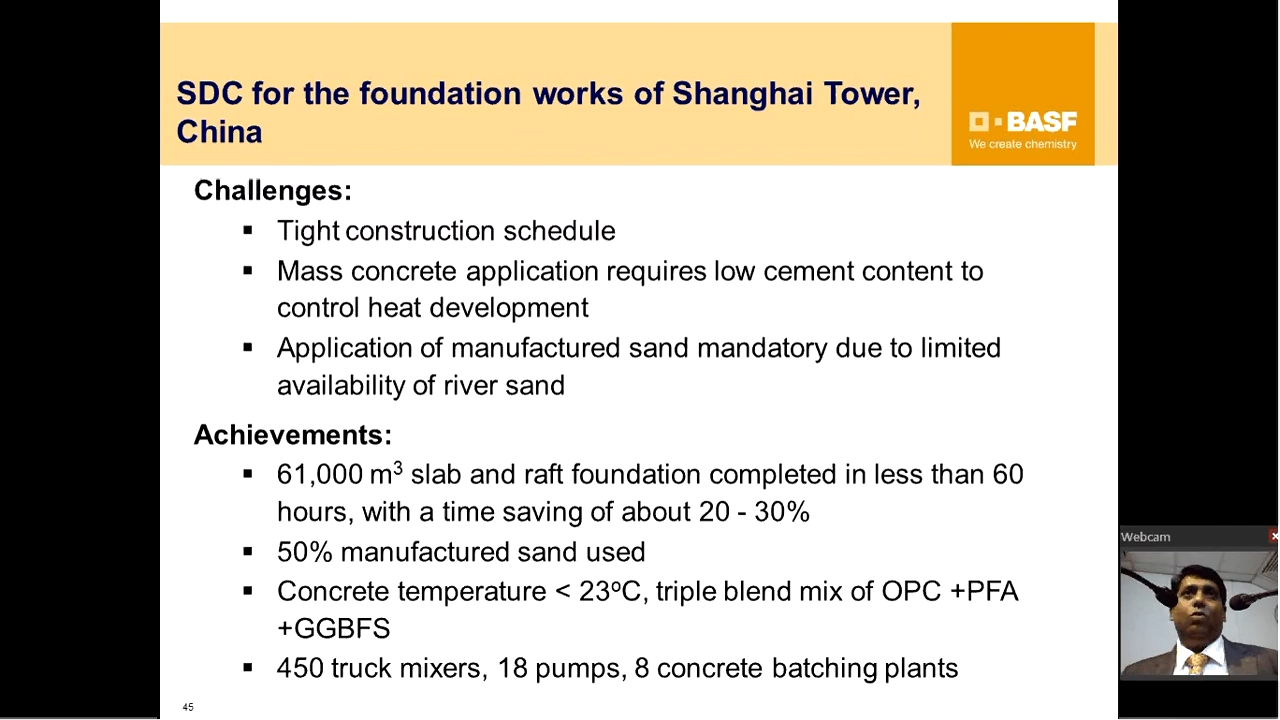 SDC for the foundation works of Shanghai Tower,
China
BASF
We create chemistry
Challenges:
▪ Tight construction schedule
▪ Mass concrete application requires low cement content to
control heat development
▪ Application of manufactured sand mandatory due to limited
availability of river sand
Achievements:
▪ 61,000 m³ slab and raft foundation completed in less than 60
hours, with a time saving of about 20 - 30%
▪ 50% manufactured sand used
▪ Concrete temperature < 23ºC, triple blend mix of OPC +PFA
+GGBFS
▪ 450 truck mixers, 18 pumps, 8 concrete batching plants
45
Webcam